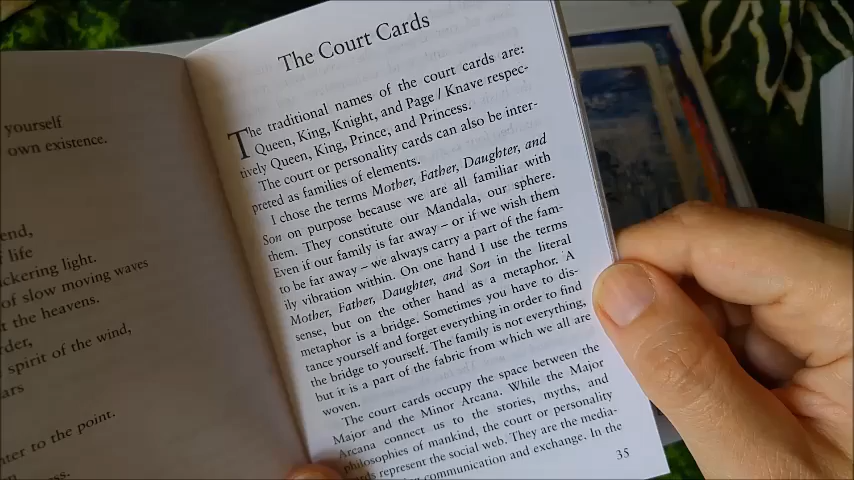 yourself
own existence.
end,
life
ckering light.
of slow moving waves
t the heavens.
rder,
spirit of the wind,
ars
nter to the point.
ess.
The Court Cards
The traditional names of the court cards are:
Queen, King, Knight, and Page / Knave respec-
tively Queen, King, Prince, and Princess.
The court or personality cards can also be inter-
preted as families of elements.
I chose the terms Mother, Father, Daughter, and
Son on purpose because we are all familiar with
them. They constitute our Mandala, our sphere.
Even if our family is far away – or if we wish them
to be far away – we always carry a part of the fam-
ily vibration within. On one hand I use the terms
Mother, Father, Daughter, and Son in the literal
sense, but on the other hand as a metaphor. A
metaphor is a bridge. Sometimes you have to dis-
tance yourself and forget everything in order to find
the bridge to yourself. The family is not everything,
but it is a part of the fabric from which we all are
woven.
The court cards occupy the space between the
Major and the Minor Arcana. While the Major
Arcana connect us to the stories, myths, and
philosophies of mankind, the court or personality
rds represent the social web. They are the media-
communication and exchange. In the
35